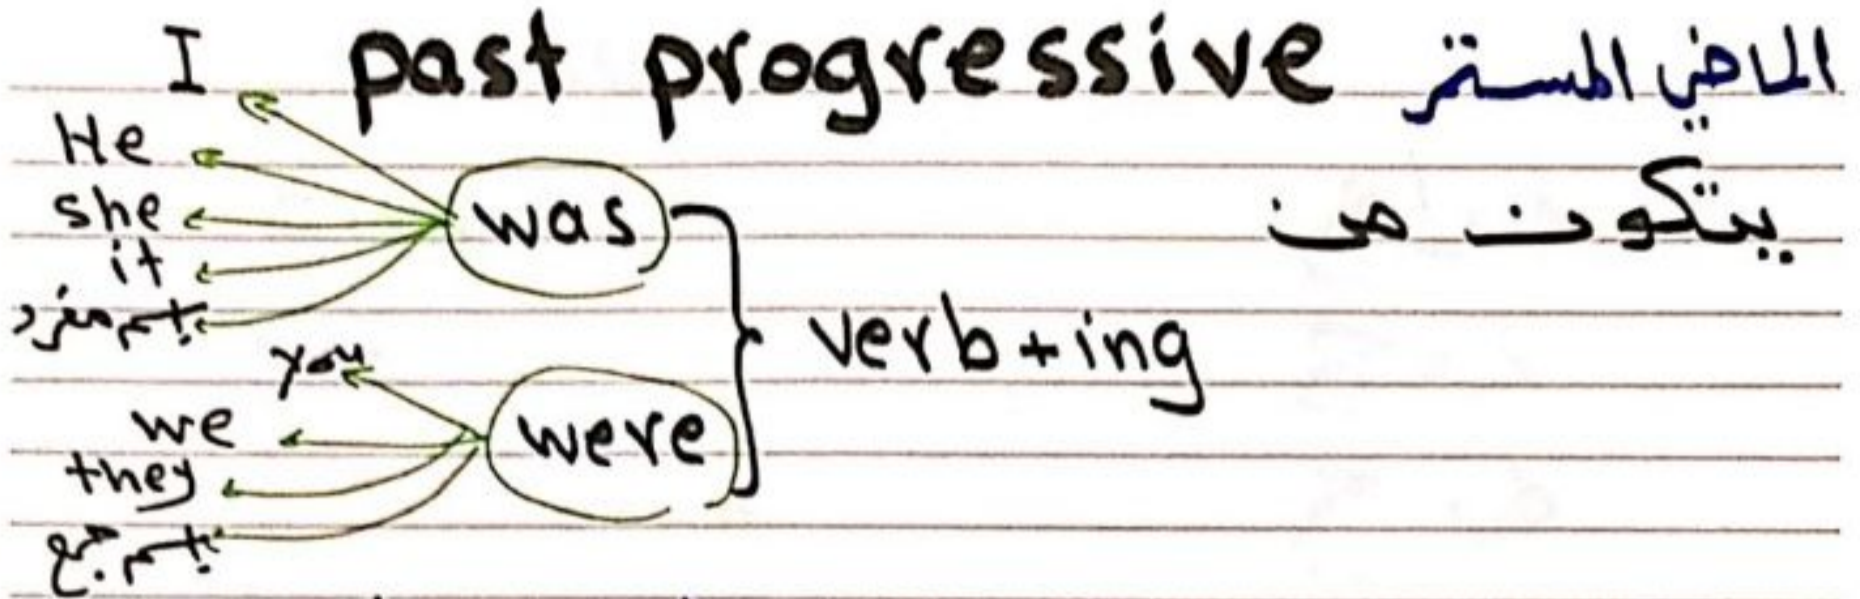 past progressive الماضي المستمر
يتكون من
I
He
she
it
اسم مفرد
was
you
we
they
اسم جمع
were
verb + ing